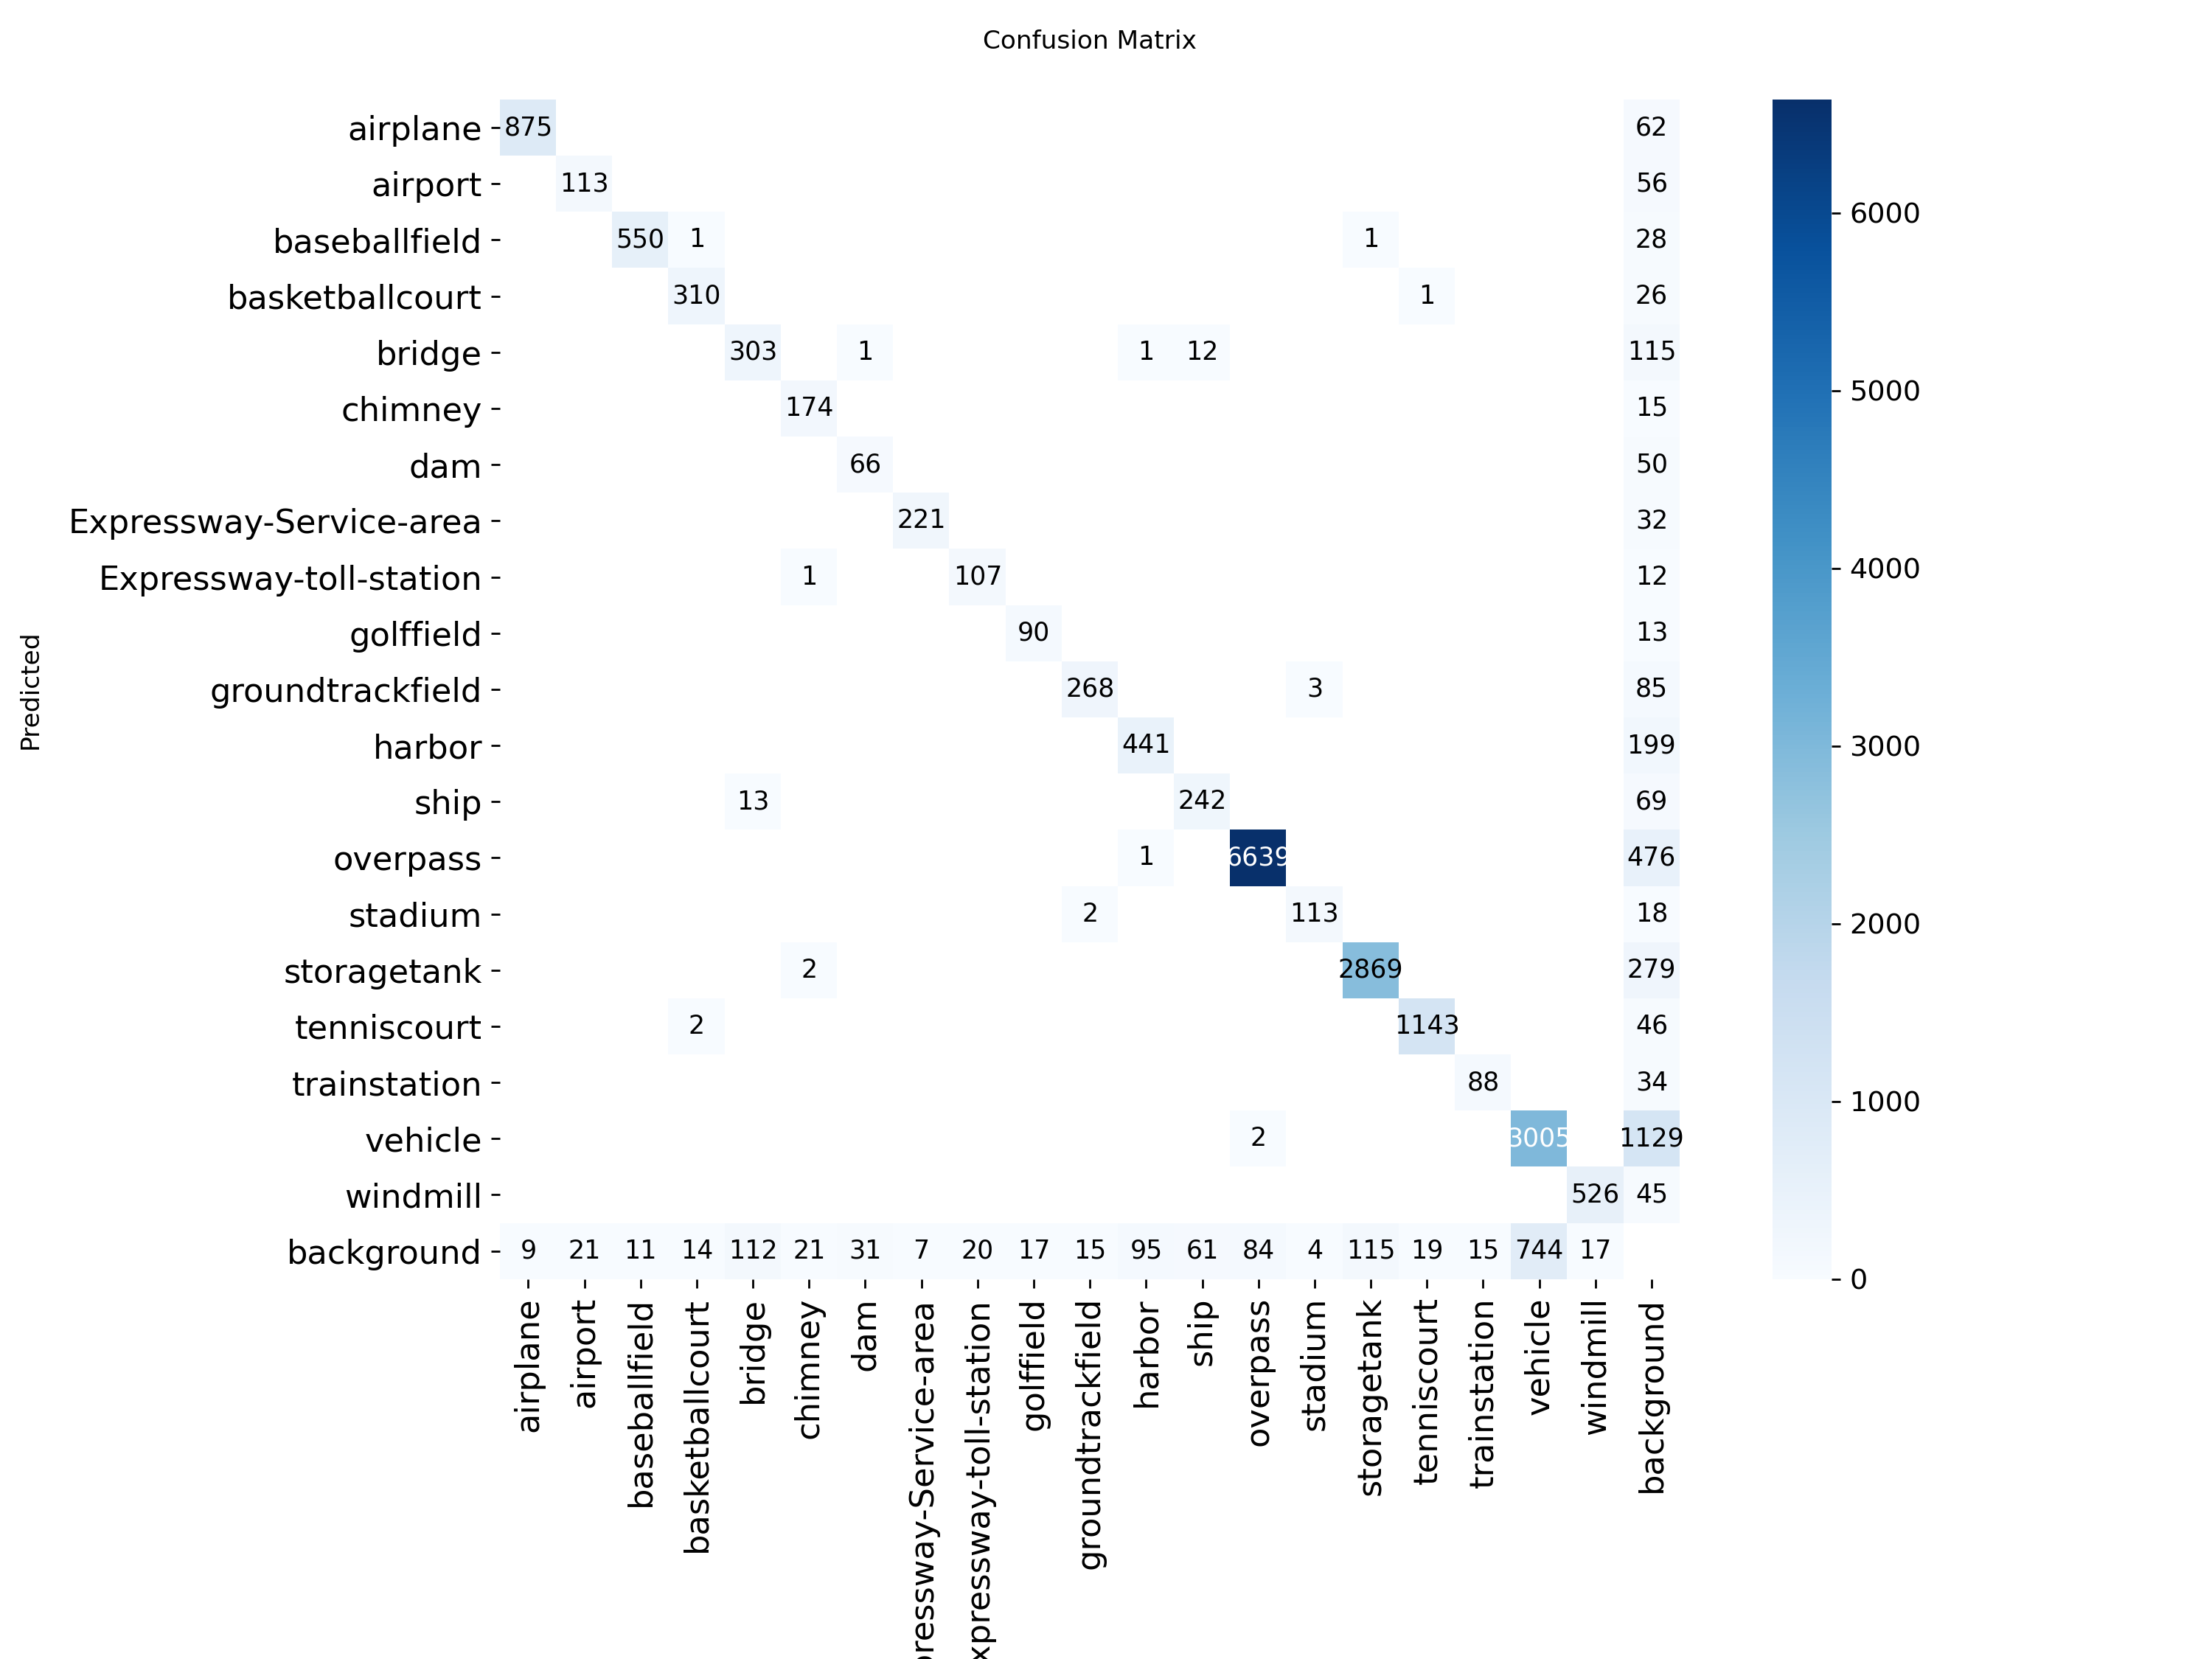 Confusion Matrix
airplane 875 62
airport 113 56
baseballfield 550 1 1 28
basketballcourt 310 1 26
bridge 303 1 1 12 115
chimney 174 15
dam 66 50
Expressway-Service-area 221 32
Expressway-toll-station 1 107 12
golffield 90 13
groundtrackfield 268 3 85
harbor 441 199
ship 13 242 69
overpass 1 6639 476
stadium 2 113 18
storagetank 2 2869 279
tenniscourt 2 1143 46
trainstation 88 34
vehicle 2 3005 1129
windmill 526 45
background 9 21 11 14 112 21 31 7 20 17 15 95 61 84 4 115 19 15 744 17
Predicted
airplane
airport
baseballfield
basketballcourt
bridge
chimney
dam
pressway-Service-area
xpressway-toll-station
golffield
groundtrackfield
harbor
ship
overpass
stadium
storagetank
tenniscourt
trainstation
vehicle
windmill
background
6000
5000
4000
3000
2000
1000
0